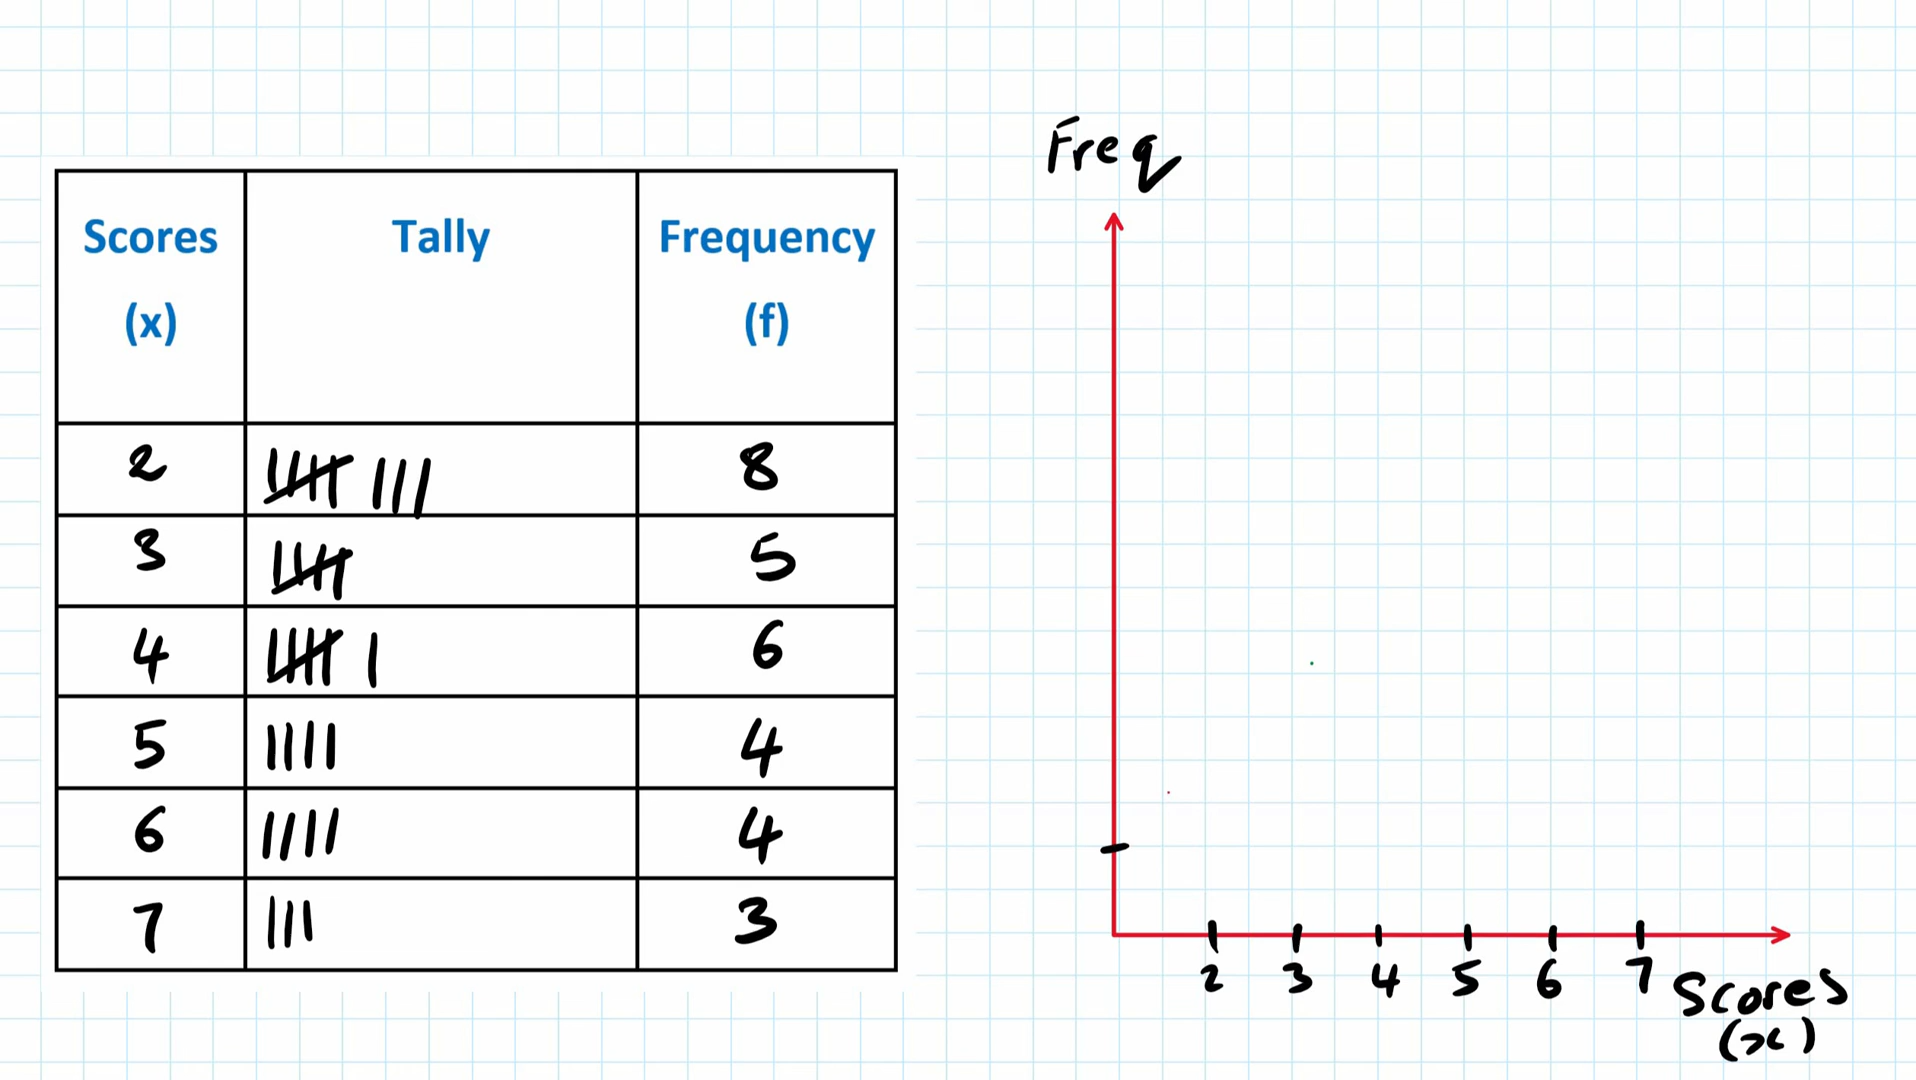 Scores (x) Tally Frequency (f)
2 8
3 5
4 6
5 4
6 4
7 3
Freq
2 3 4 5 6 7
Scores
(x)